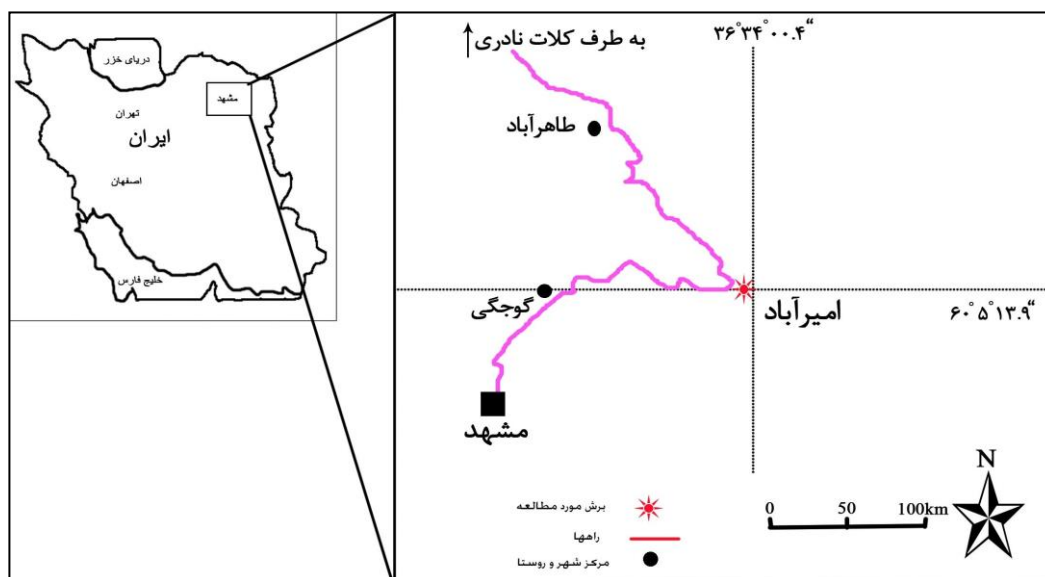 دریای خزر
مشهد
تهران
ایران
اصفهان
خلیج فارس
به طرف کلات نادری
۳۶°۳۴°۰۰.۴"
طاهرآباد
گوجگی
امیرآباد
۶۰°۵°۱۳.۹"
مشهد
N
برش مورد مطالعه
راهها
مرکز شهر و روستا
0 50 100km